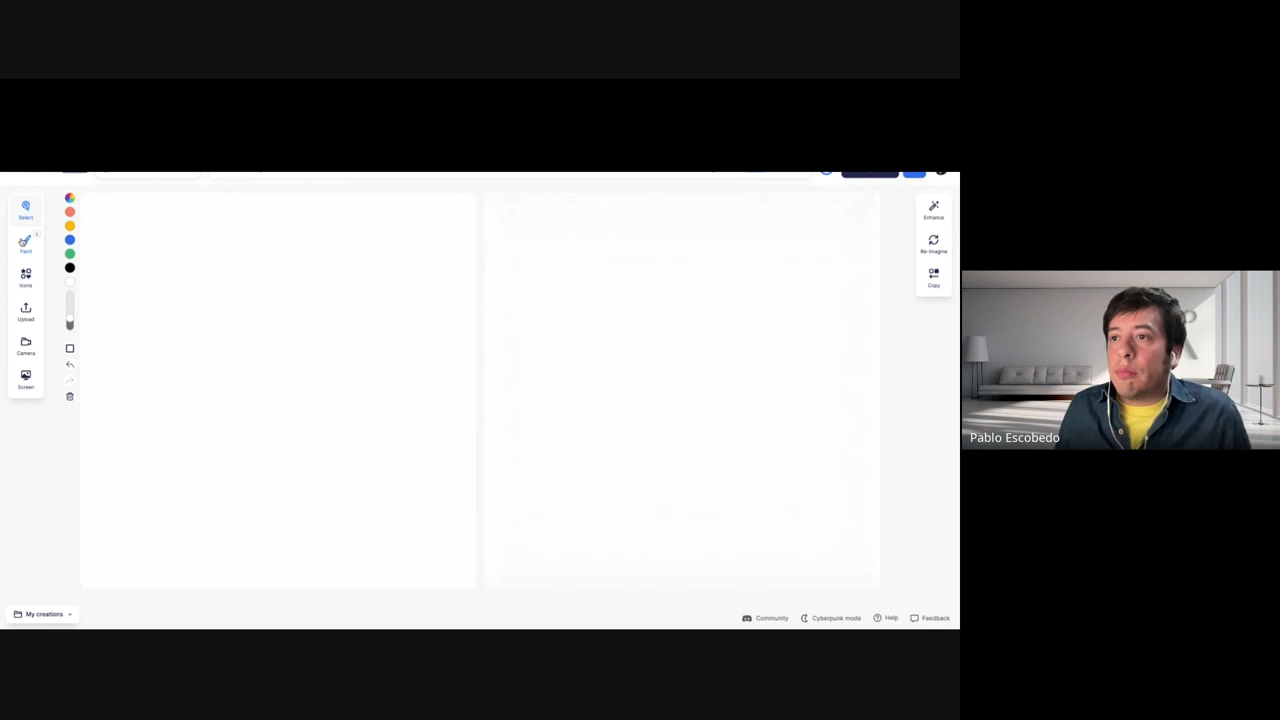 Select
Paint
Icons
Upload
Camera
Screen
Enhance
Re-imagine
Copy
Pablo Escobedo
My creations
Community
Cyberpunk mode
Help
Feedback